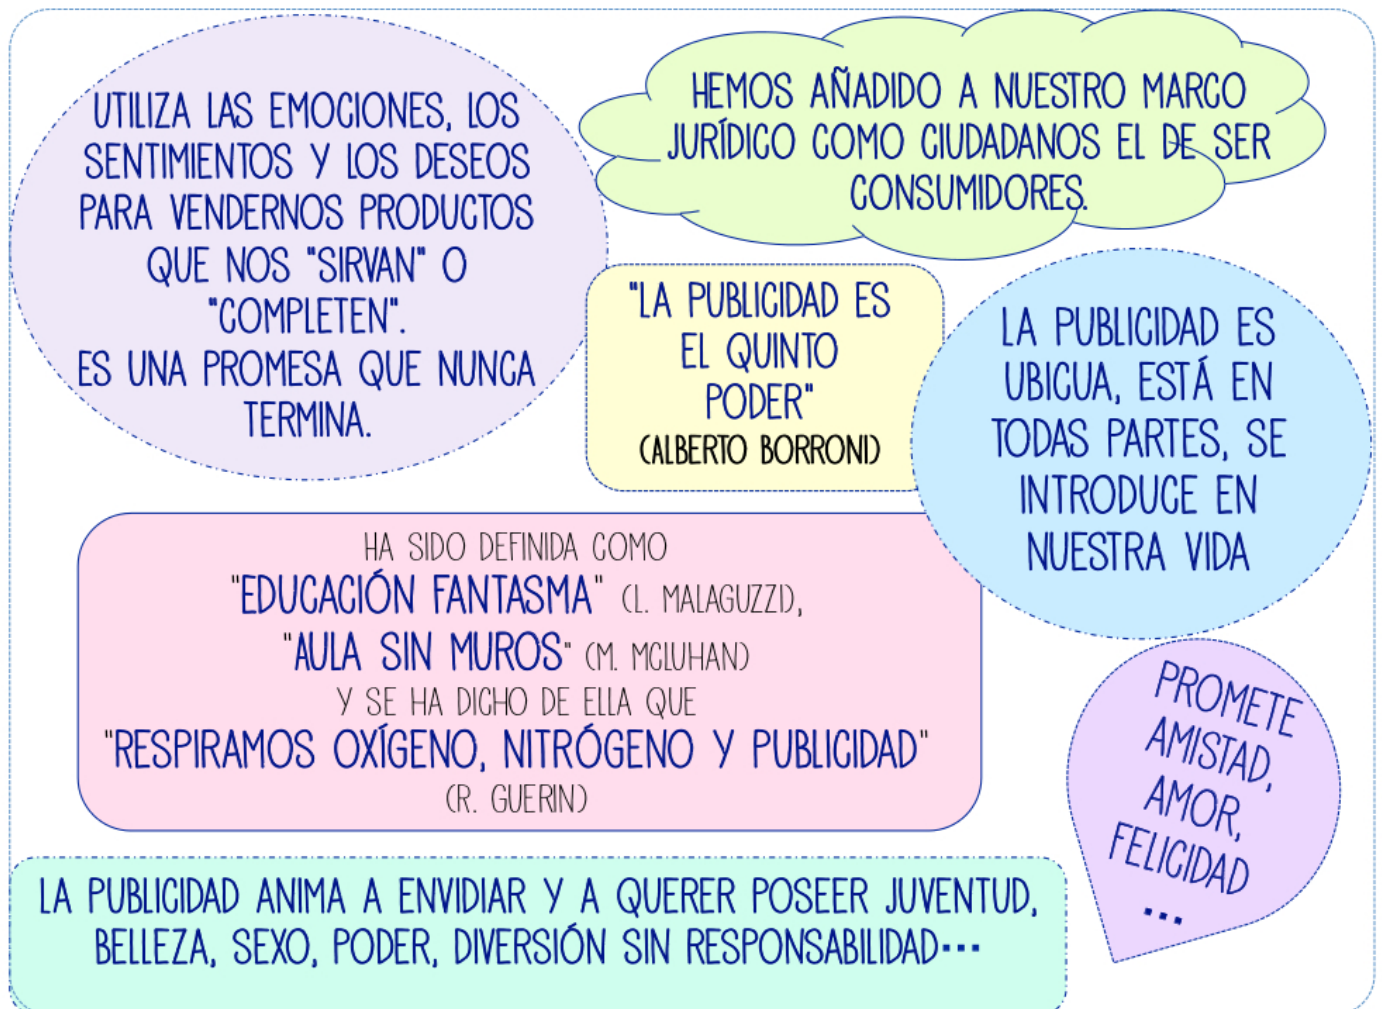 UTILIZA LAS EMOCIONES, LOS
SENTIMIENTOS Y LOS DESEOS
PARA VENDERNOS PRODUCTOS
QUE NOS "SIRVAN" O
"COMPLETEN".
ES UNA PROMESA QUE NUNCA
TERMINA.
HEMOS AÑADIDO A NUESTRO MARCO
JURÍDICO COMO CIUDADANOS EL DE SER
CONSUMIDORES.
"LA PUBLICIDAD ES
EL QUINTO
PODER"
(ALBERTO BORRONI)
LA PUBLICIDAD ES
UBICUA, ESTÁ EN
TODAS PARTES, SE
INTRODUCE EN
NUESTRA VIDA
HA SIDO DEFINIDA COMO
"EDUCACIÓN FANTASMA" (L. MALAGUZZI),
"AULA SIN MUROS" (M. MCLUHAN)
Y SE HA DICHO DE ELLA QUE
"RESPIRAMOS OXÍGENO, NITRÓGENO Y PUBLICIDAD"
(R. GUERIN)
PROMETE
AMISTAD,
AMOR,
FELICIDAD
...
LA PUBLICIDAD ANIMA A ENVIDIAR Y A QUERER POSEER JUVENTUD,
BELLEZA, SEXO, PODER, DIVERSIÓN SIN RESPONSABILIDAD...